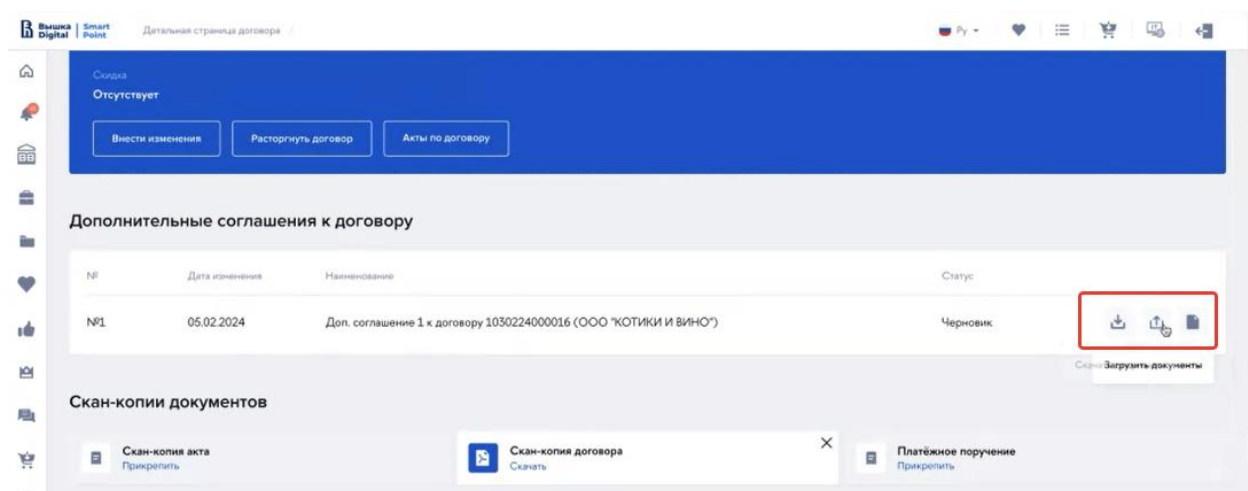 Вышка Digital | Smart Point
Детальная страница договора /
Ру
Скидка
Отсутствует
Внести изменения
Расторгнуть договор
Акты по договору
Дополнительные соглашения к договору
№ Дата изменения Наименование Статус
№1 05.02.2024 Доп. соглашение 1 к договору 1030224000016 (ООО "КОТИКИ И ВИНО") Черновик
Загрузить документы
Скан-копии документов
Скан-копия акта
Прикрепить
Скан-копия договора
Скачать
Платёжное поручение
Прикрепить